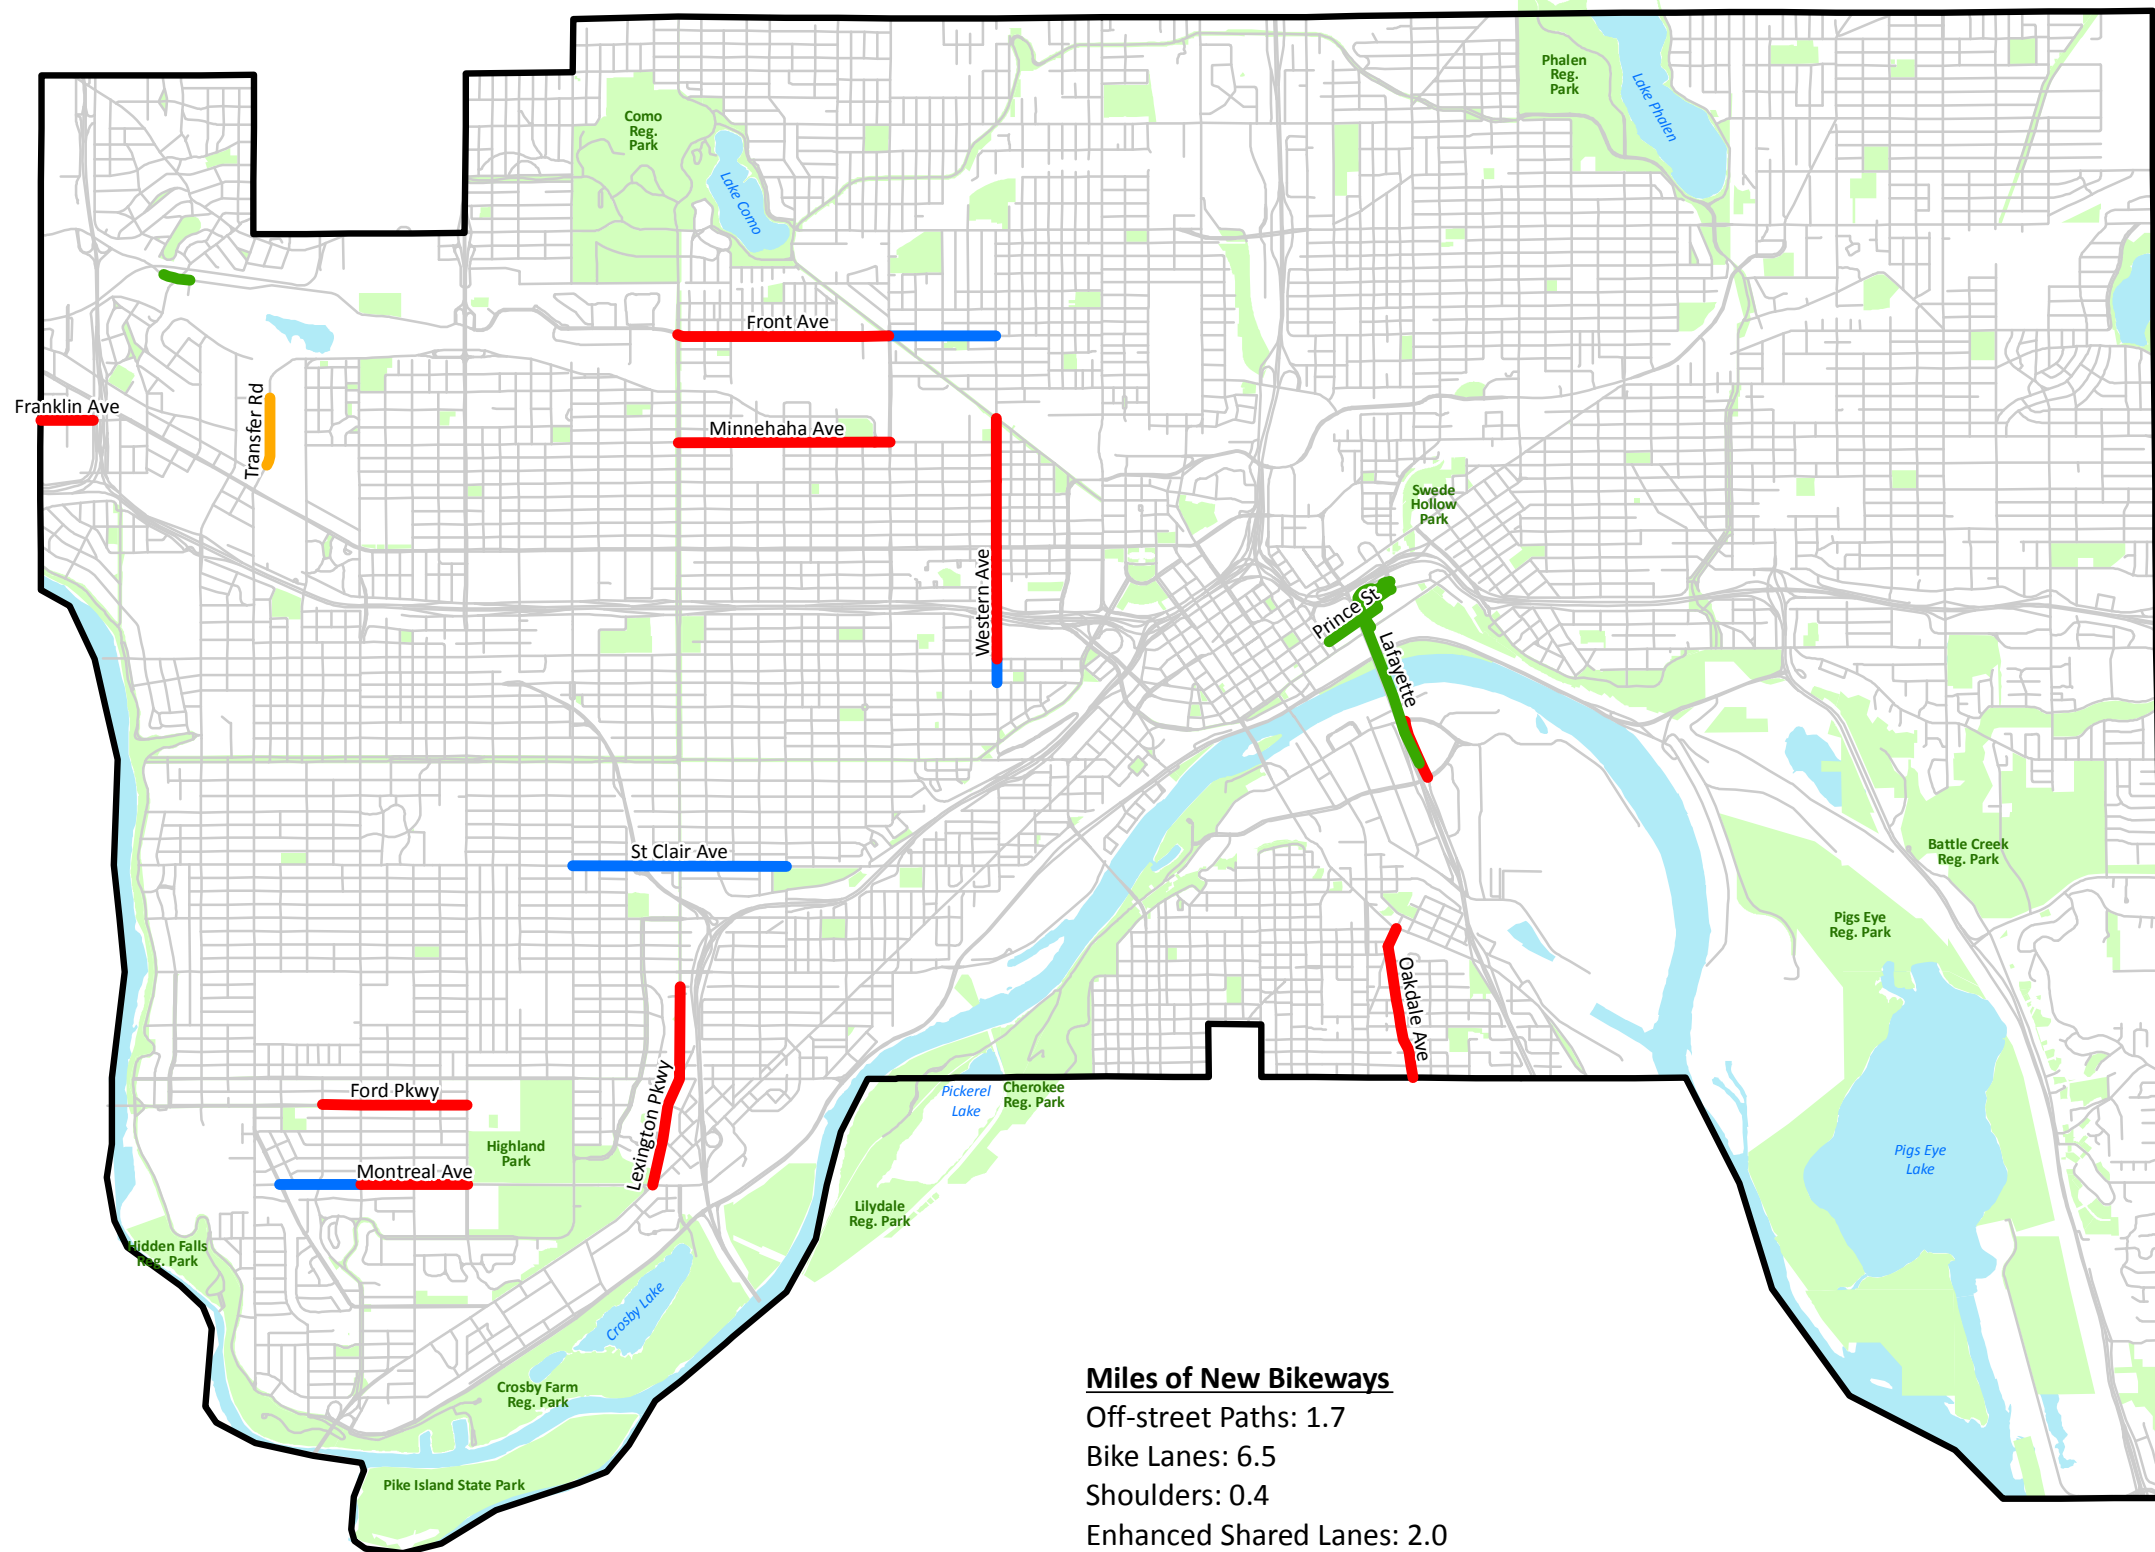 Phalen
Reg.
Park
Lake Phalen
Como
Reg.
Park
Lake Como
Front Ave
Franklin Ave
Transfer Rd
Minnehaha Ave
Swede
Hollow
Park
Western Ave
Prince St
Lafayette
St Clair Ave
Battle Creek
Reg. Park
Pigs Eye
Reg. Park
Oakdale Ave
Lexington Pkwy
Ford Pkwy
Pickerel
Lake
Cherokee
Reg. Park
Highland
Park
Montreal Ave
Pigs Eye
Lake
Lilydale
Reg. Park
Hidden Falls
Reg. Park
Crosby Lake
Crosby Farm
Reg. Park
Pike Island State Park
Miles of New Bikeways
Off-street Paths: 1.7
Bike Lanes: 6.5
Shoulders: 0.4
Enhanced Shared Lanes: 2.0